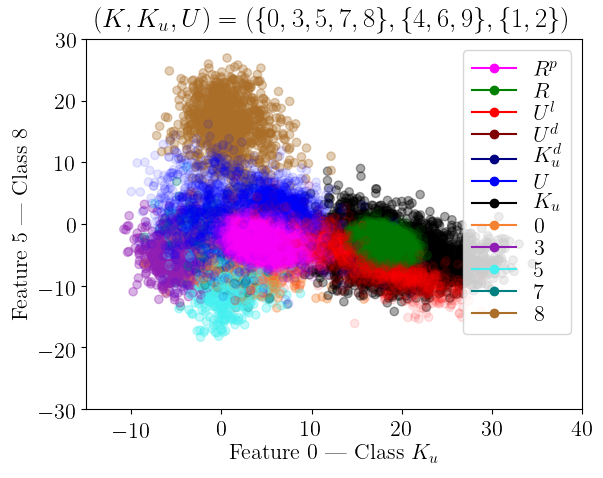 (K, K_u, U) = ({0, 3, 5, 7, 8}, {4, 6, 9}, {1, 2})
Feature 5 — Class 8
30
20
10
0
−10
−20
−30
R^p
R
U^l
U^d
K_u^d
U
K_u
0
3
5
7
8
−10 0 10 20 30 40
Feature 0 — Class K_u